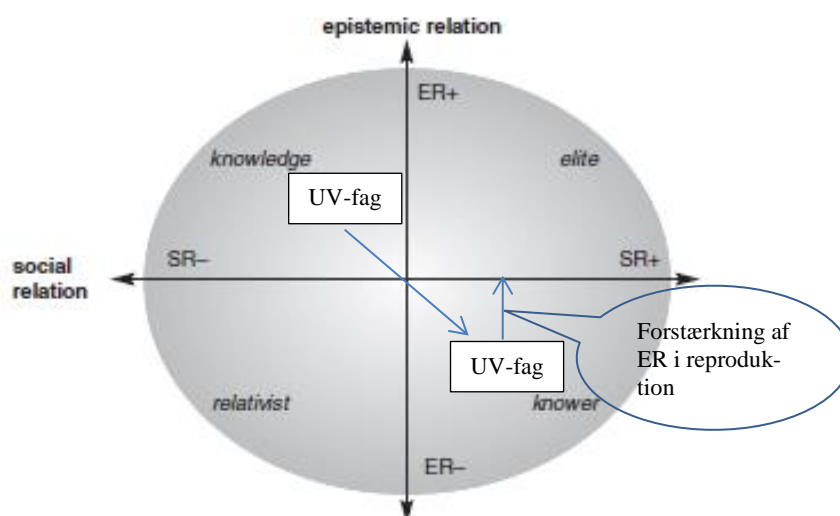 epistemic relation
ER+
knowledge
elite
UV-fag
SR–
SR+
social
relation
Forstærkning af
ER i reproduk-
tion
UV-fag
relativist
knower
ER–